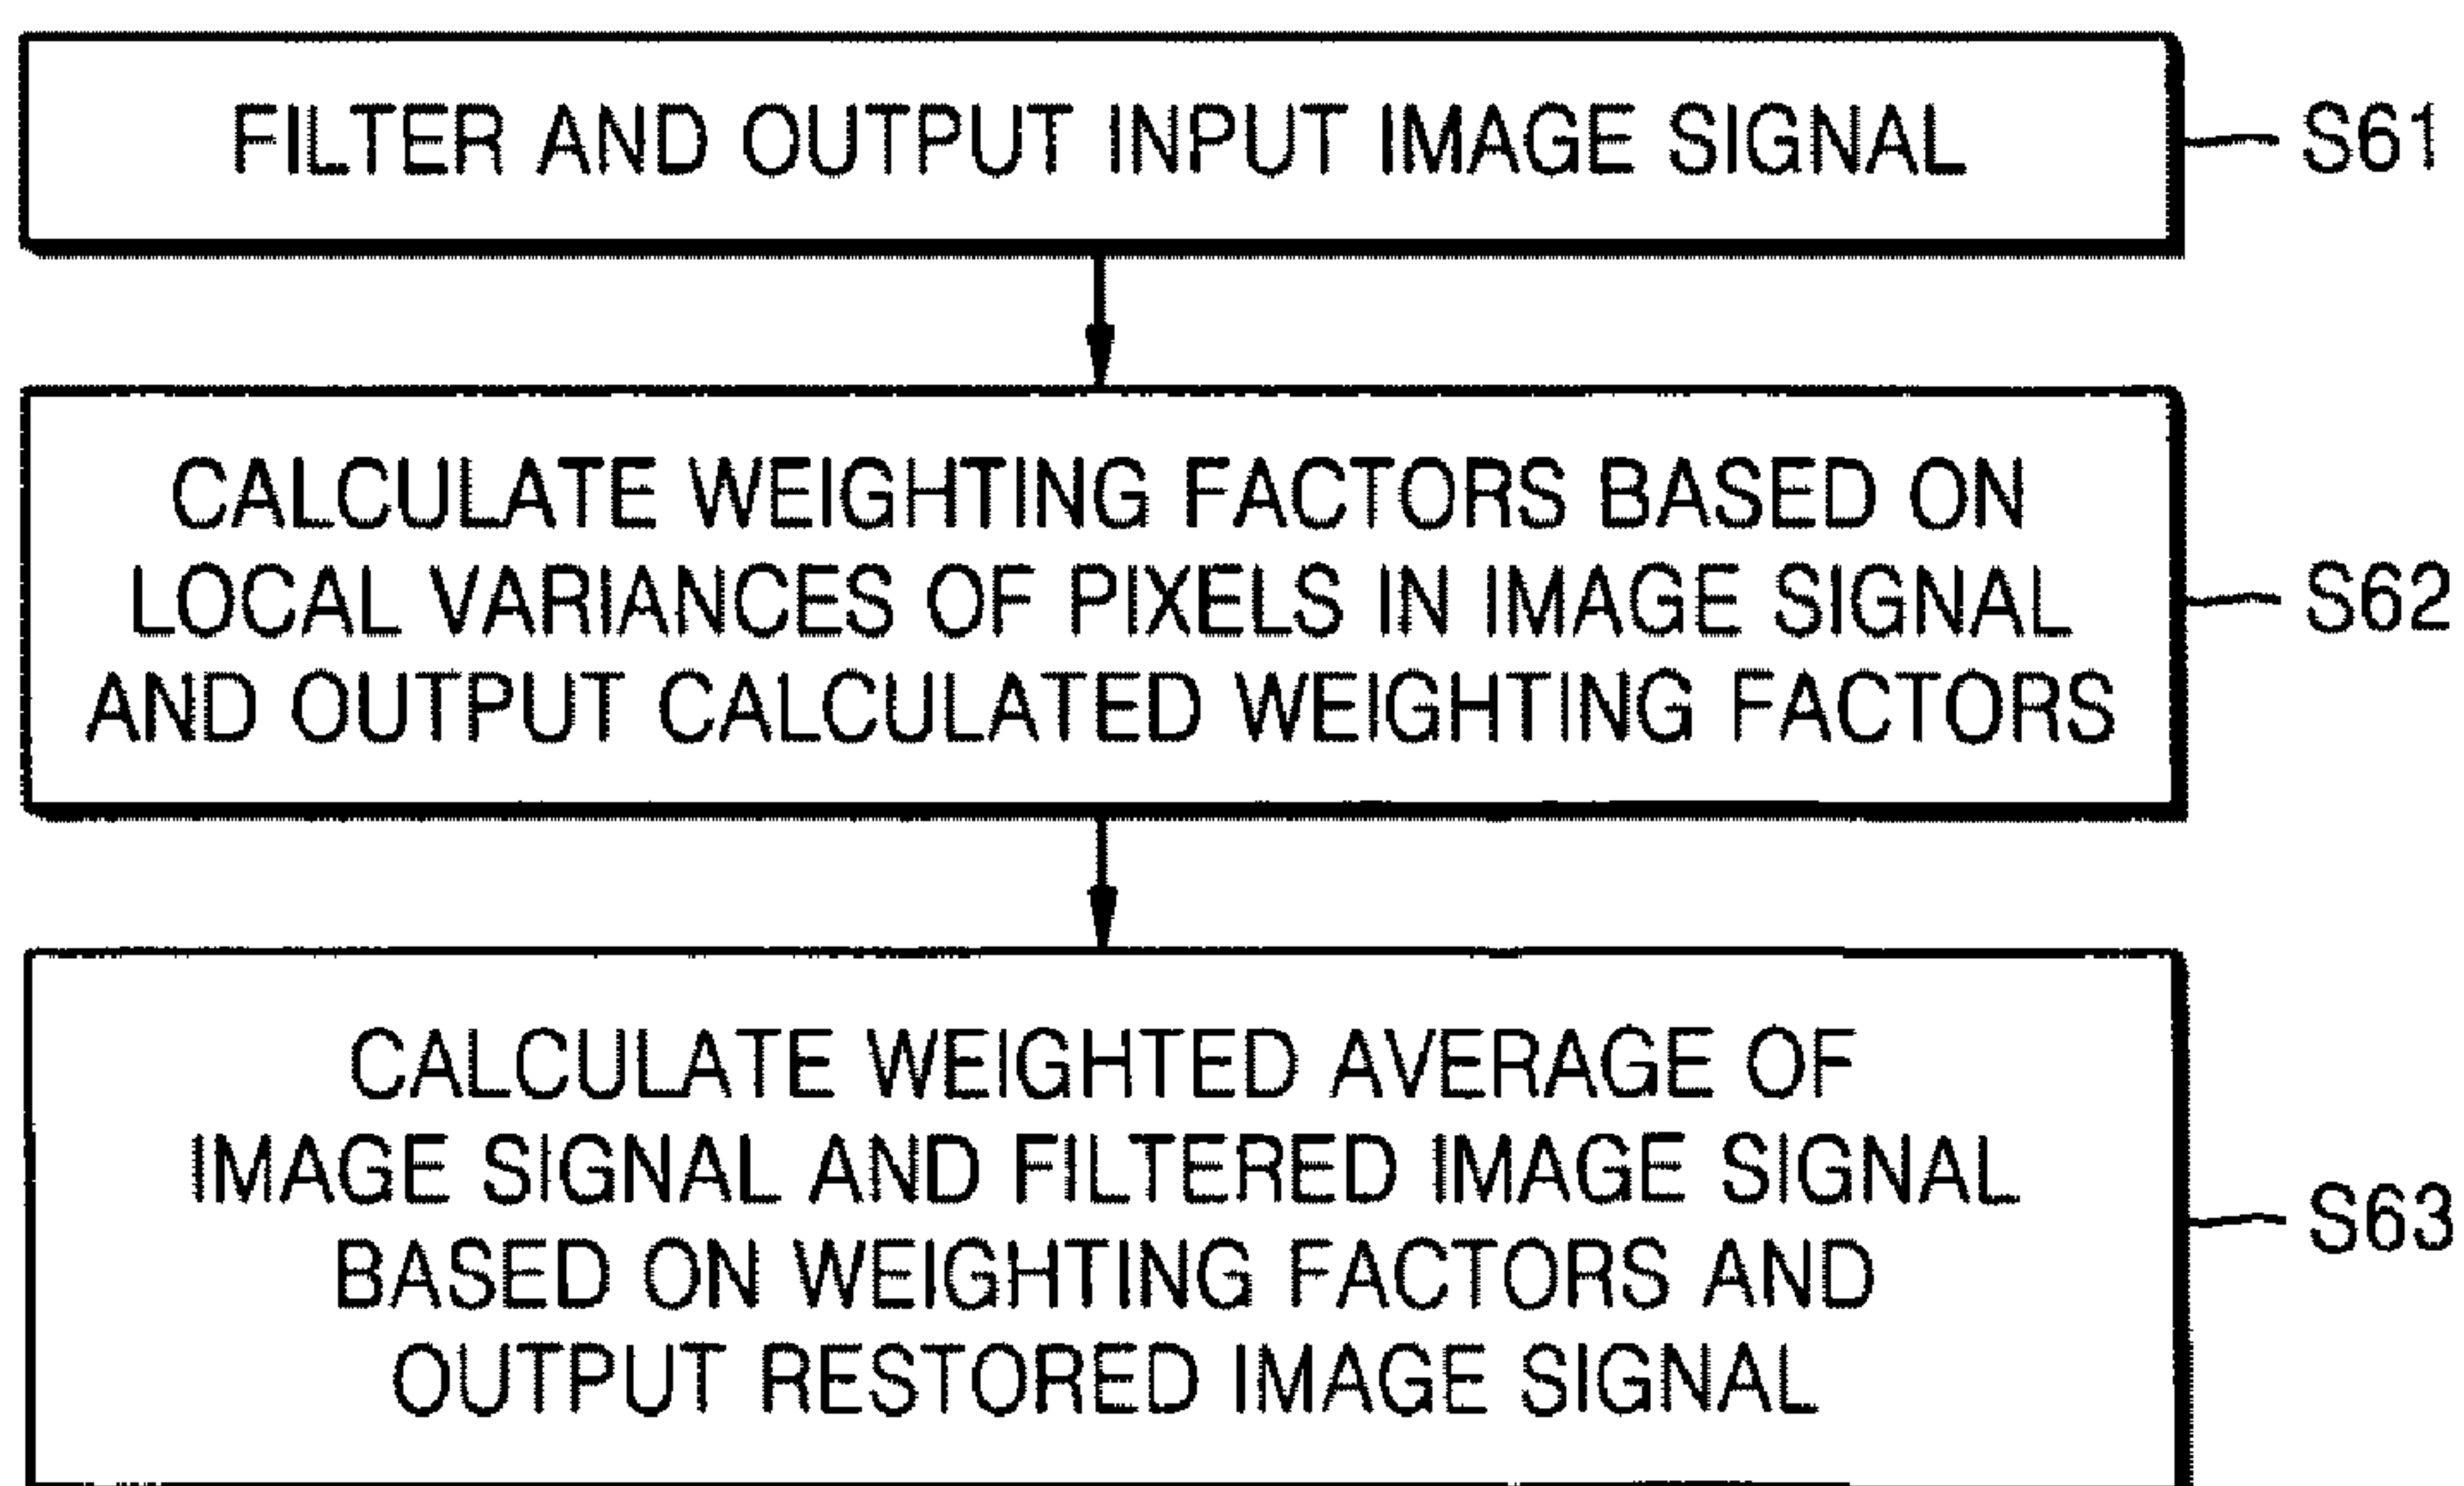 FILTER AND OUTPUT INPUT IMAGE SIGNAL
S61
CALCULATE WEIGHTING FACTORS BASED ON
LOCAL VARIANCES OF PIXELS IN IMAGE SIGNAL
AND OUTPUT CALCULATED WEIGHTING FACTORS
S62
CALCULATE WEIGHTED AVERAGE OF
IMAGE SIGNAL AND FILTERED IMAGE SIGNAL
BASED ON WEIGHTING FACTORS AND
OUTPUT RESTORED IMAGE SIGNAL
S63